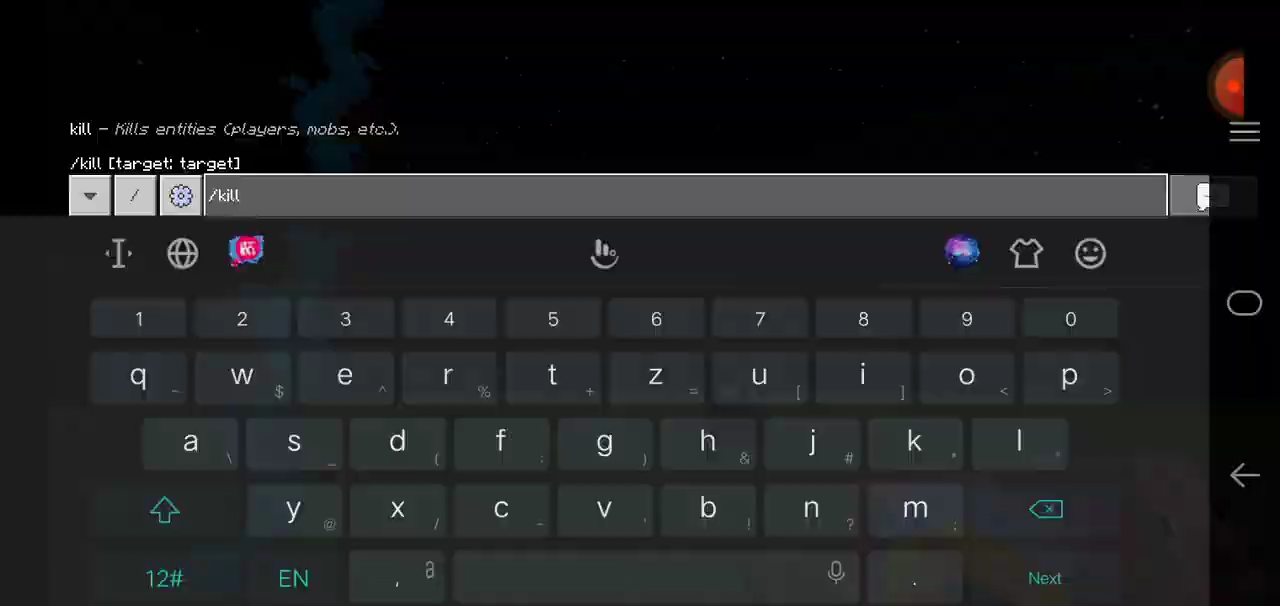 kill – Kills entities (players, mobs, etc.).
/kill [target: target]
/
/kill
1 2 3 4 5 6 7 8 9 0
q ~ w $ e ^ r % t + z = u [ i ] o < p >
a \ s _ d ( f : g ) h & j # k * l "
y @ x / c - v ' b ! n ? m ;
12# EN , . Next